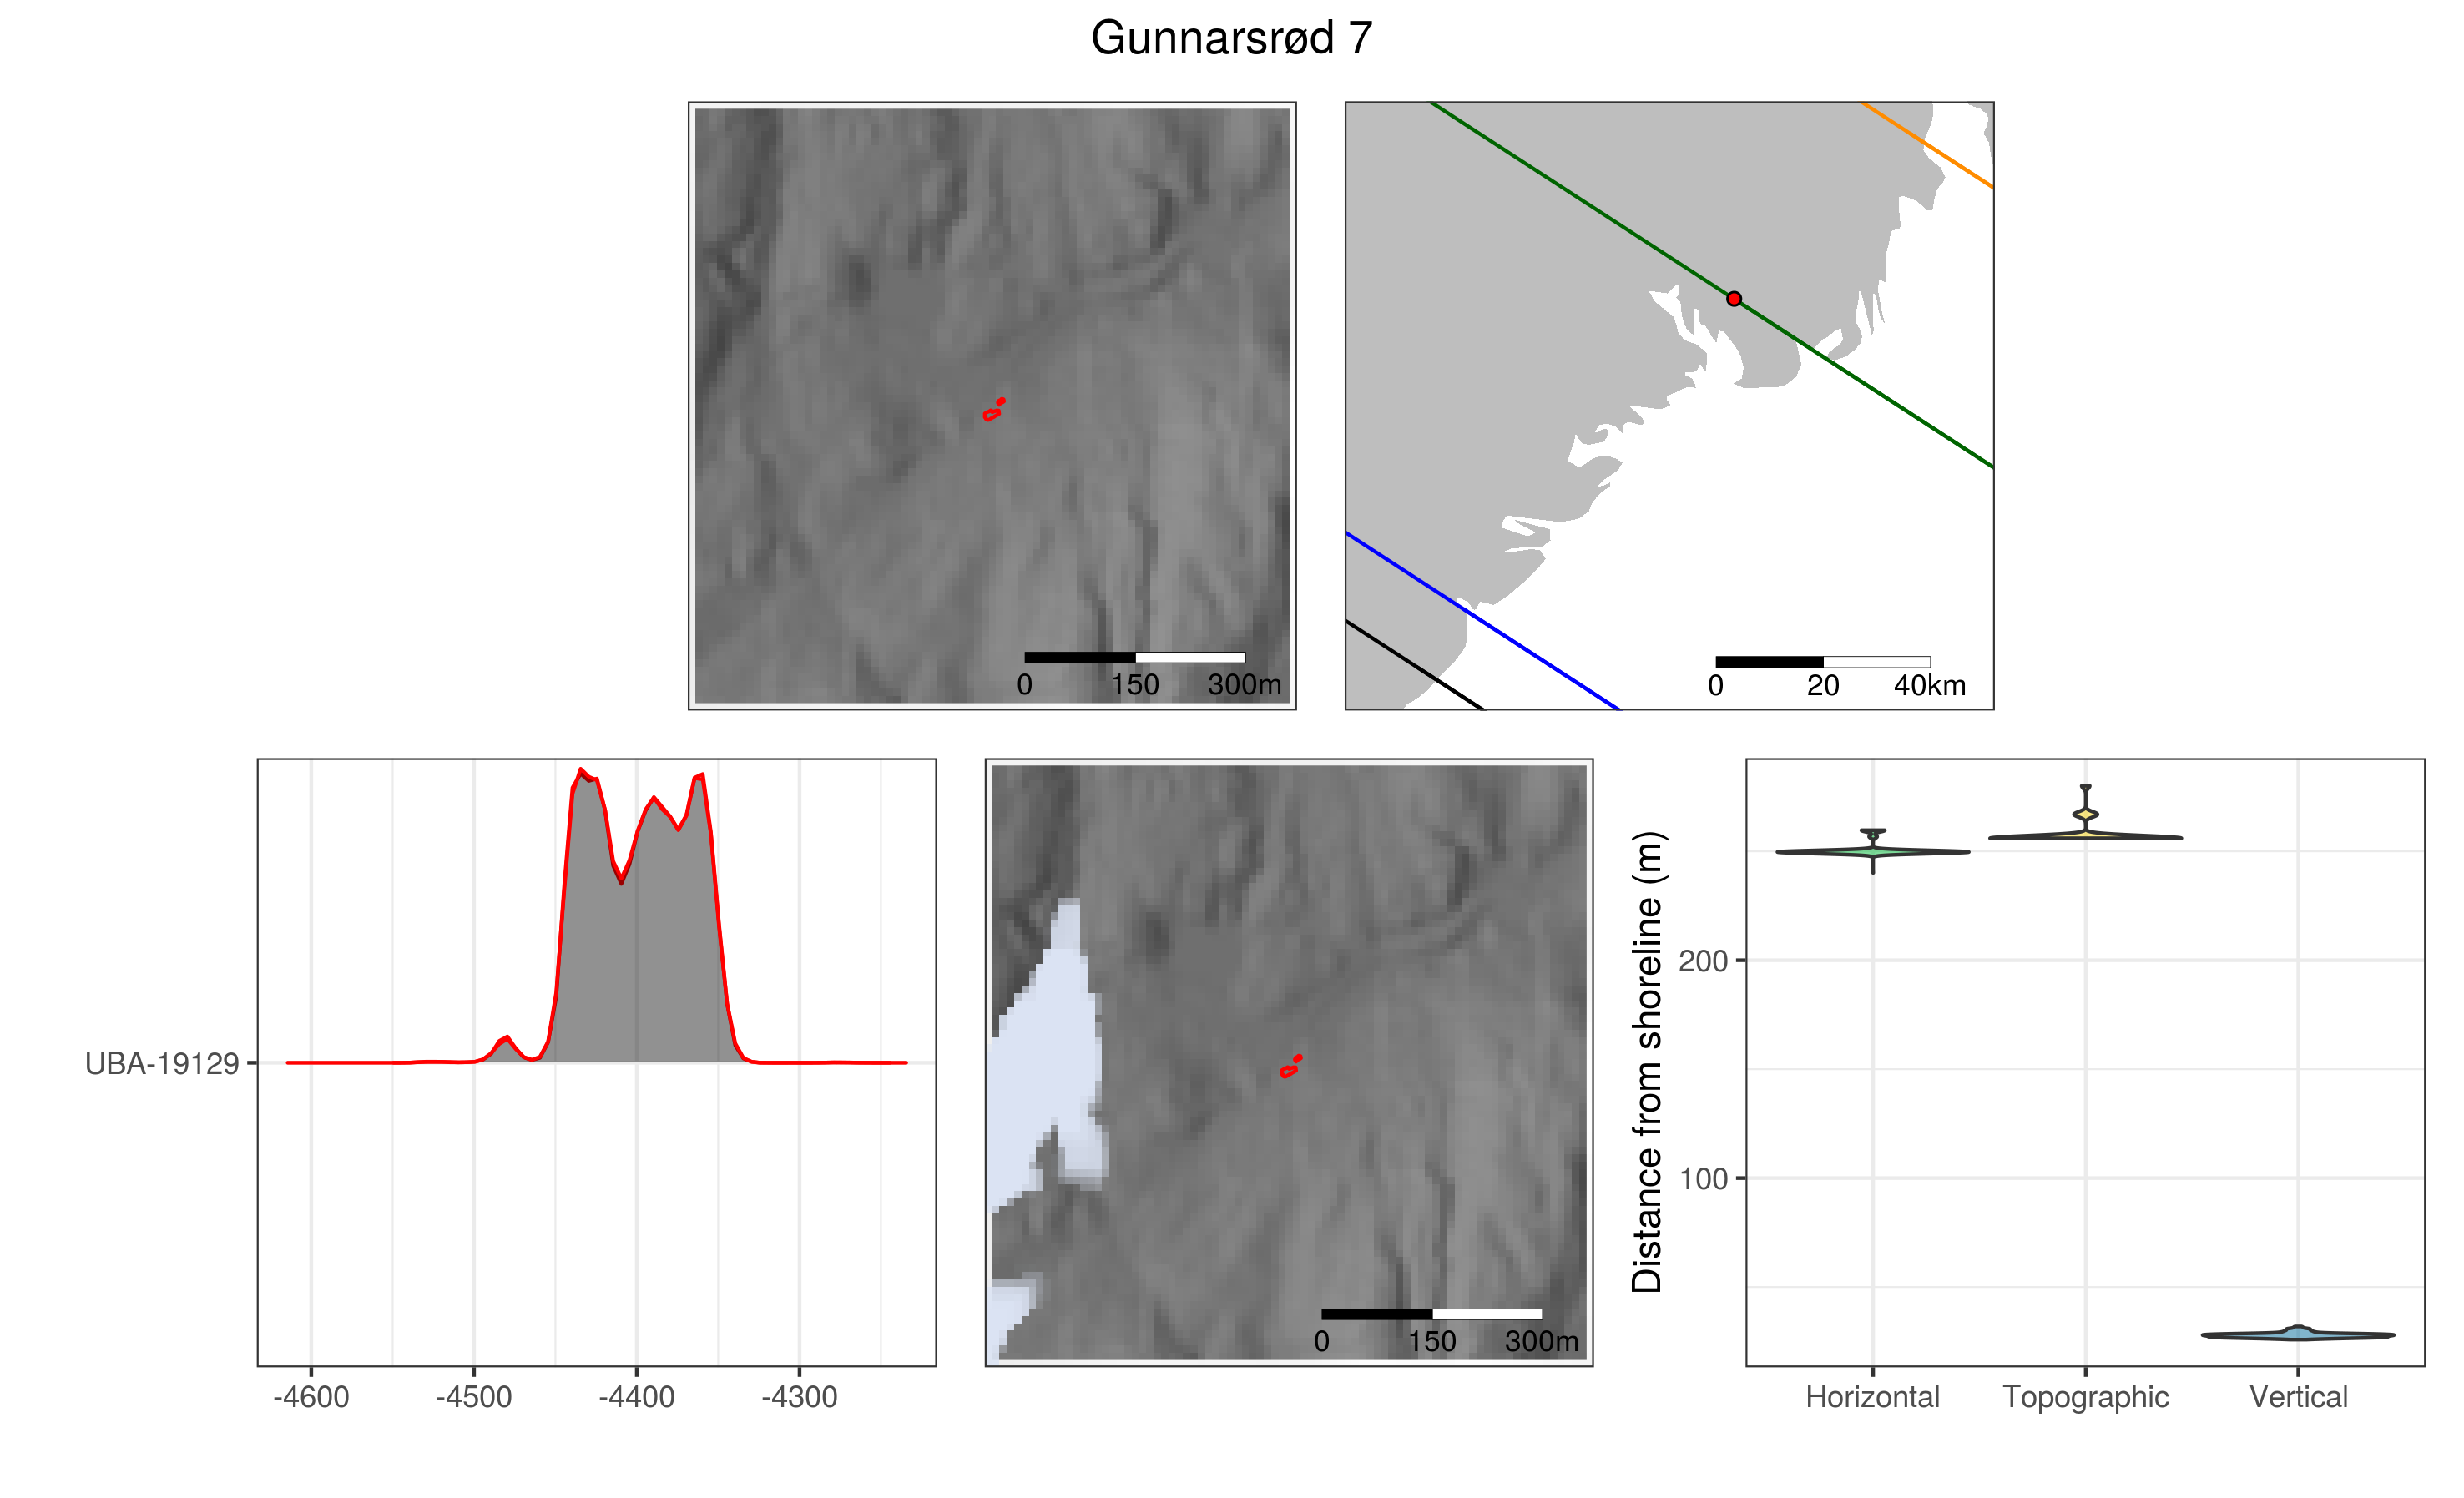 Gunnarsrød 7
0 150 300m
0 20 40km
UBA-19129
-4600 -4500 -4400 -4300
0 150 300m
Distance from shoreline (m)
200
100
Horizontal Topographic Vertical